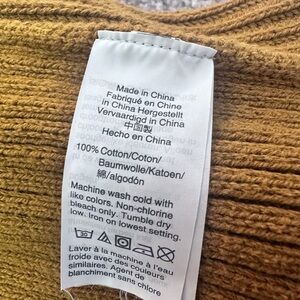 Made in China
Fabriqué en Chine
in China Hergestellt
Vervaardigd in China
中国製
Hecho en China
100% Cotton/Coton/
Baumwolle/Katoen/
綿/algodón
Machine wash cold with
like colors. Non-chlorine
bleach only. Tumble dry
low. Iron on lowest setting.
Laver à la machine à l'eau
froide avec des couleurs
similaires. Agent de
blanchiment sans chlore